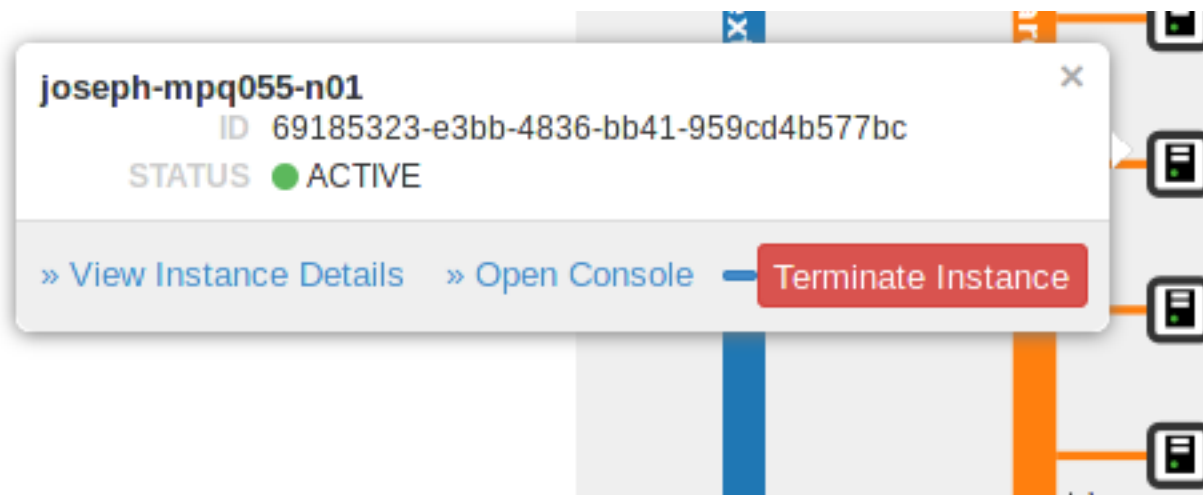 joseph-mpq055-n01
ID 69185323-e3bb-4836-bb41-959cd4b577bc
STATUS ACTIVE
» View Instance Details » Open Console Terminate Instance